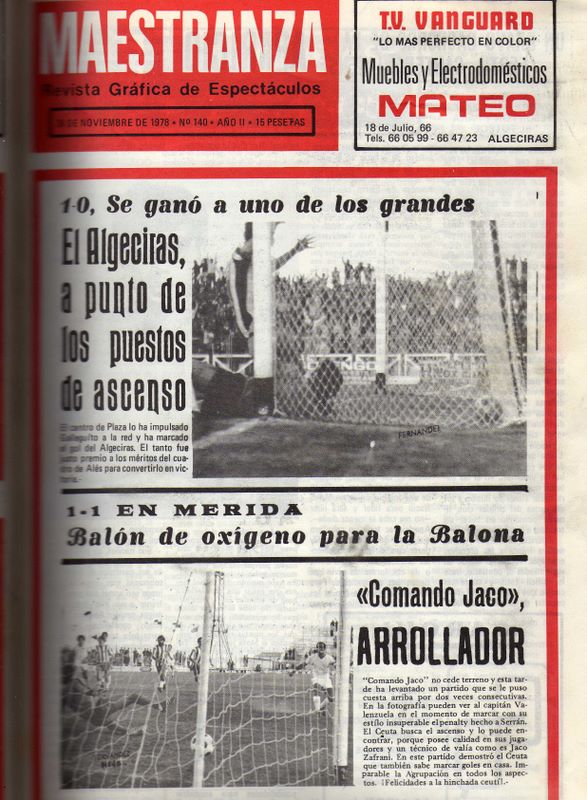 MAESTRANZA
Revista Gráfica de Espectáculos
DE NOVIEMBRE DE 1978 • Nº 140 • AÑO II • 15 PESETAS
T.V. VANGUARD
"LO MAS PERFECTO EN COLOR"
Muebles y Electrodomésticos
MATEO
18 de Julio, 66
Tels. 66 05 99 - 66 47 23 ALGECIRAS
1-0, Se ganó a uno de los grandes
El Algeciras,
a punto de
los puestos
de ascenso
El centro de Plaza lo ha impulsado
Galleguito a la red y ha marcado
el gol del Algeciras. El tanto fue
justo premio a los méritos del cua-
dro de Alés para convertirlo en vic-
toria.-
FERNANDEZ
1-1 EN MERIDA
Balón de oxígeno para la Balona
«Comando Jaco»,
ARROLLADOR
"Comando Jaco" no cede terreno y esta tar-
de ha levantado un partido que se le puso
cuesta arriba por dos veces consecutivas.
En la fotografía pueden ver al capitán Va-
lenzuela en el momento de marcar con su
estilo insuperable el penalty hecho a Serrán.
El Ceuta busca el ascenso y lo puede en-
contrar, porque posee calidad en sus juga-
dores y un técnico de valía como es Jaco
Zafrani. En este partido demostró el Ceuta
que también sabe marcar goles en casa. Im-
parable la Agrupación en todos los aspec-
tos. ¡Felicidades a la hinchada ceutí!.-